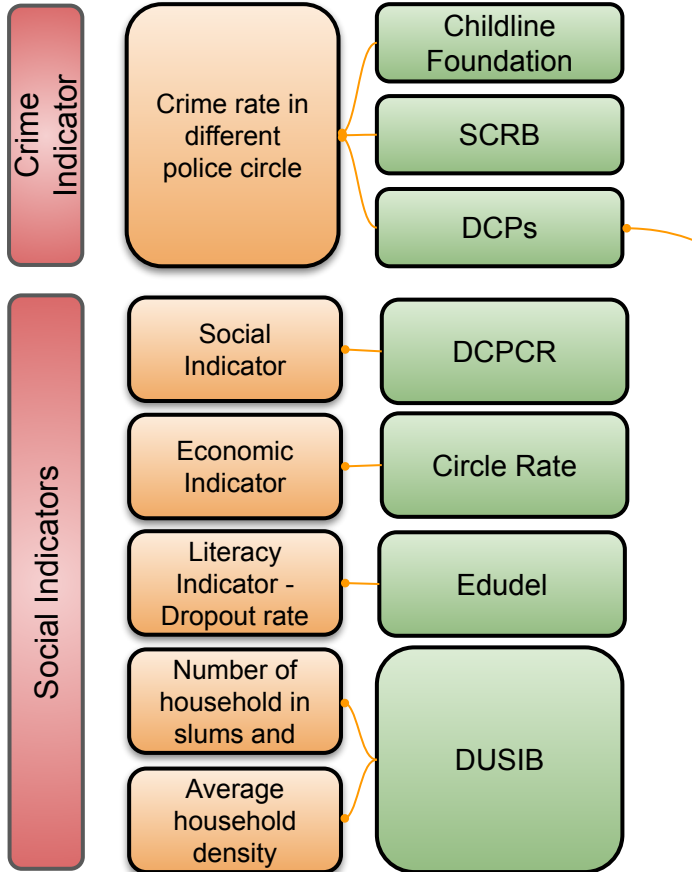 Crime
Indicator
Crime rate in
different
police circle
Childline
Foundation
SCRB
DCPs
Social Indicators
Social
Indicator
DCPCR
Economic
Indicator
Circle Rate
Literacy
Indicator -
Dropout rate
Edudel
Number of
household in
slums and
Average
household
density
DUSIB